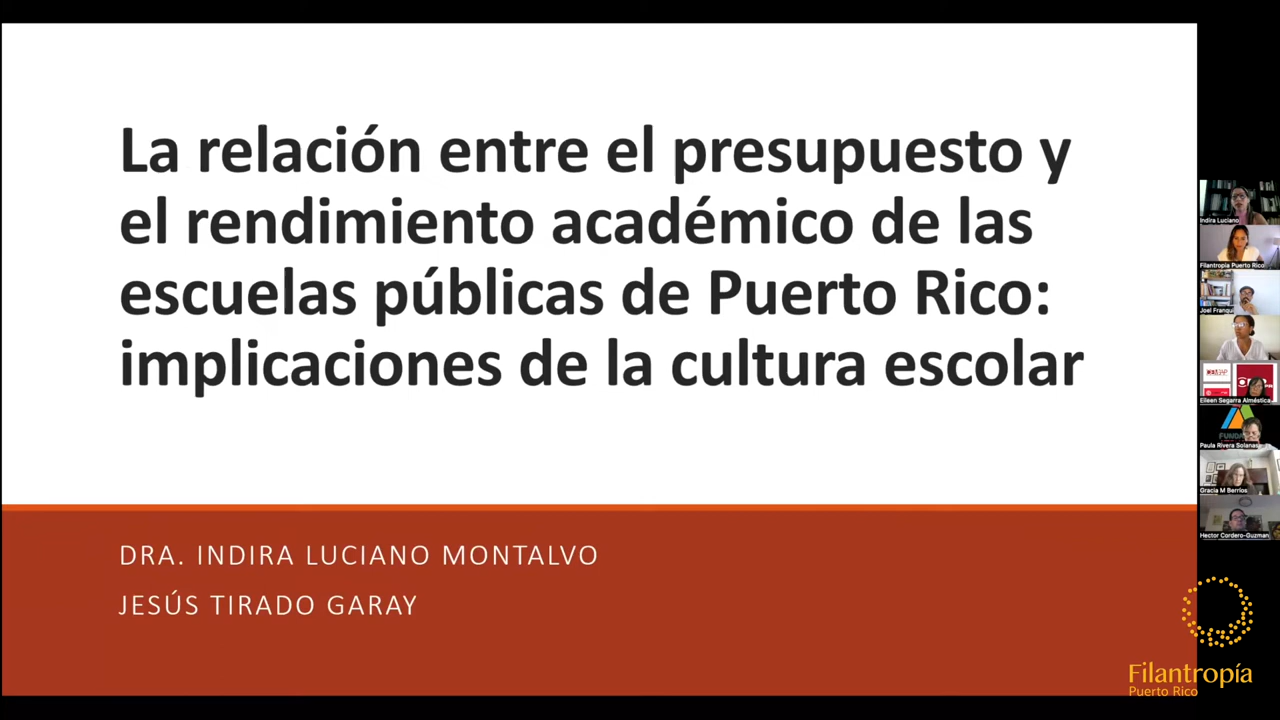 La relación entre el presupuesto y
el rendimiento académico de las
escuelas públicas de Puerto Rico:
implicaciones de la cultura escolar
DRA. INDIRA LUCIANO MONTALVO
JESÚS TIRADO GARAY
Indira Luciano
Filantropía Puerto Rico
Joel Franqui
Eileen Segarra Alméstica
Paula Rivera Solanas
Gracia M Berríos
Hector Cordero-Guzman
Filantropía
Puerto Rico